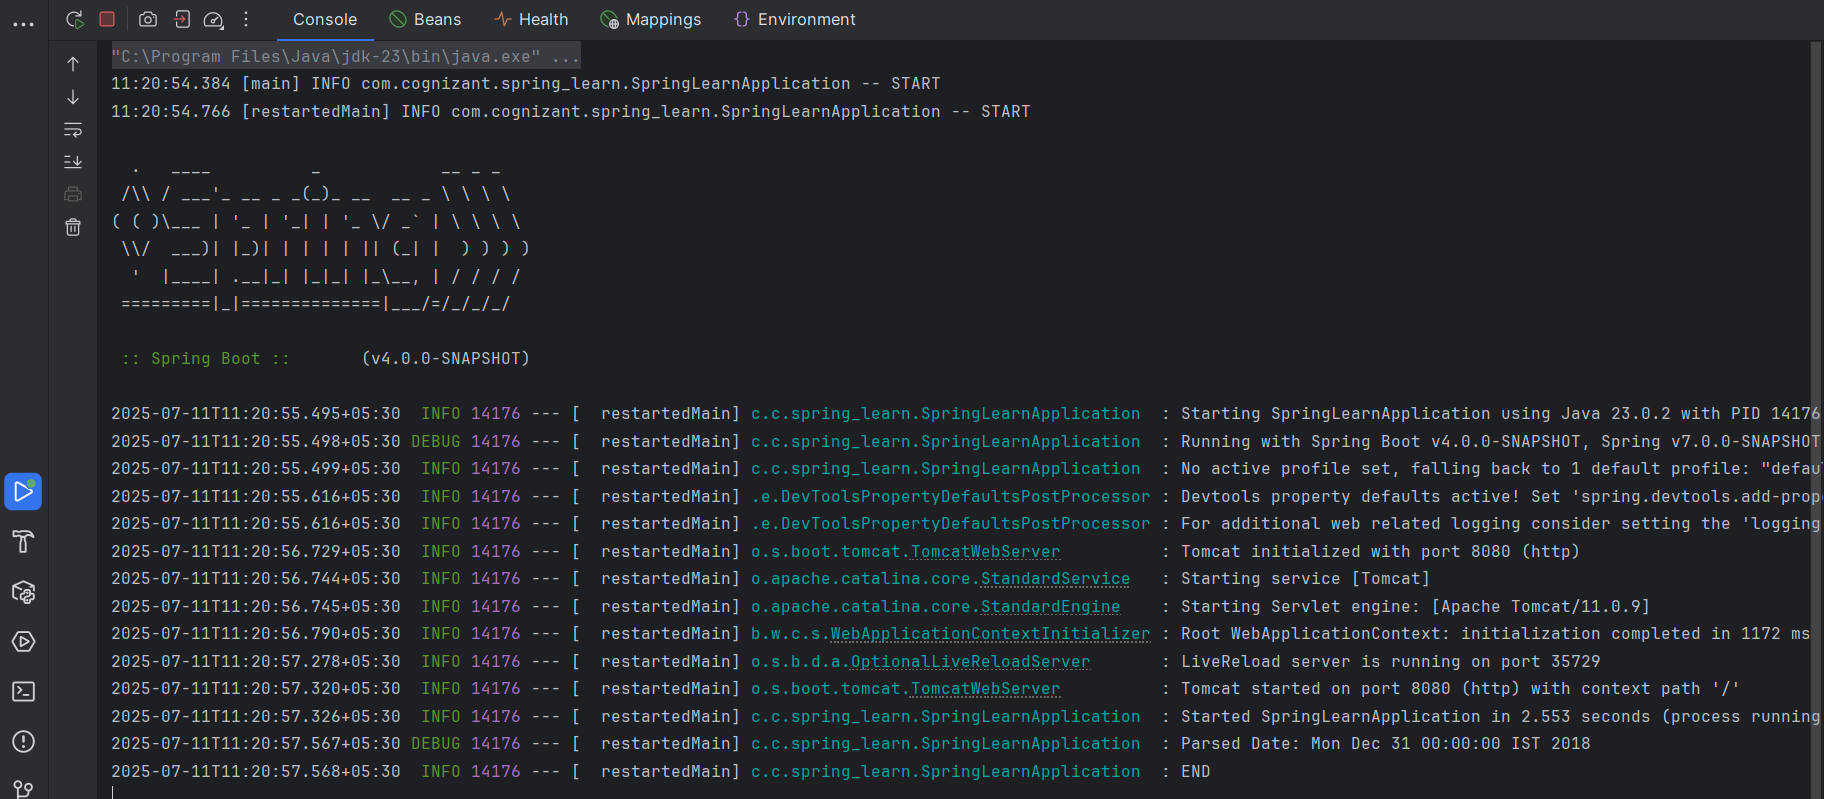 Console Beans Health Mappings Environment
"C:\Program Files\Java\jdk-23\bin\java.exe" ...
11:20:54.384 [main] INFO com.cognizant.spring_learn.SpringLearnApplication -- START
11:20:54.766 [restartedMain] INFO com.cognizant.spring_learn.SpringLearnApplication -- START
  .   ____          _            __ _ _
 /\\ / ___'_ __ _ _(_)_ __  __ _ \ \ \ \
( ( )\___ | '_ | '_| | '_ \/ _` | \ \ \ \
 \\/  ___)| |_)| | | | | || (_| |  ) ) ) )
  '  |____| .__|_| |_|_| |_\__, | / / / /
 =========|_|==============|___/=/_/_/_/
 :: Spring Boot ::       (v4.0.0-SNAPSHOT)
2025-07-11T11:20:55.495+05:30  INFO 14176 --- [  restartedMain] c.c.spring_learn.SpringLearnApplication  : Starting SpringLearnApplication using Java 23.0.2 with PID 14176
2025-07-11T11:20:55.498+05:30 DEBUG 14176 --- [  restartedMain] c.c.spring_learn.SpringLearnApplication  : Running with Spring Boot v4.0.0-SNAPSHOT, Spring v7.0.0-SNAPSHOT
2025-07-11T11:20:55.499+05:30  INFO 14176 --- [  restartedMain] c.c.spring_learn.SpringLearnApplication  : No active profile set, falling back to 1 default profile: "defau
2025-07-11T11:20:55.616+05:30  INFO 14176 --- [  restartedMain] .e.DevToolsPropertyDefaultsPostProcessor : Devtools property defaults active! Set 'spring.devtools.add-prop
2025-07-11T11:20:55.616+05:30  INFO 14176 --- [  restartedMain] .e.DevToolsPropertyDefaultsPostProcessor : For additional web related logging consider setting the 'logging
2025-07-11T11:20:56.729+05:30  INFO 14176 --- [  restartedMain] o.s.boot.tomcat.TomcatWebServer          : Tomcat initialized with port 8080 (http)
2025-07-11T11:20:56.744+05:30  INFO 14176 --- [  restartedMain] o.apache.catalina.core.StandardService   : Starting service [Tomcat]
2025-07-11T11:20:56.745+05:30  INFO 14176 --- [  restartedMain] o.apache.catalina.core.StandardEngine    : Starting Servlet engine: [Apache Tomcat/11.0.9]
2025-07-11T11:20:56.790+05:30  INFO 14176 --- [  restartedMain] b.w.c.s.WebApplicationContextInitializer : Root WebApplicationContext: initialization completed in 1172 ms
2025-07-11T11:20:57.278+05:30  INFO 14176 --- [  restartedMain] o.s.b.d.a.OptionalLiveReloadServer       : LiveReload server is running on port 35729
2025-07-11T11:20:57.320+05:30  INFO 14176 --- [  restartedMain] o.s.boot.tomcat.TomcatWebServer          : Tomcat started on port 8080 (http) with context path '/'
2025-07-11T11:20:57.326+05:30  INFO 14176 --- [  restartedMain] c.c.spring_learn.SpringLearnApplication  : Started SpringLearnApplication in 2.553 seconds (process running
2025-07-11T11:20:57.567+05:30 DEBUG 14176 --- [  restartedMain] c.c.spring_learn.SpringLearnApplication  : Parsed Date: Mon Dec 31 00:00:00 IST 2018
2025-07-11T11:20:57.568+05:30  INFO 14176 --- [  restartedMain] c.c.spring_learn.SpringLearnApplication  : END